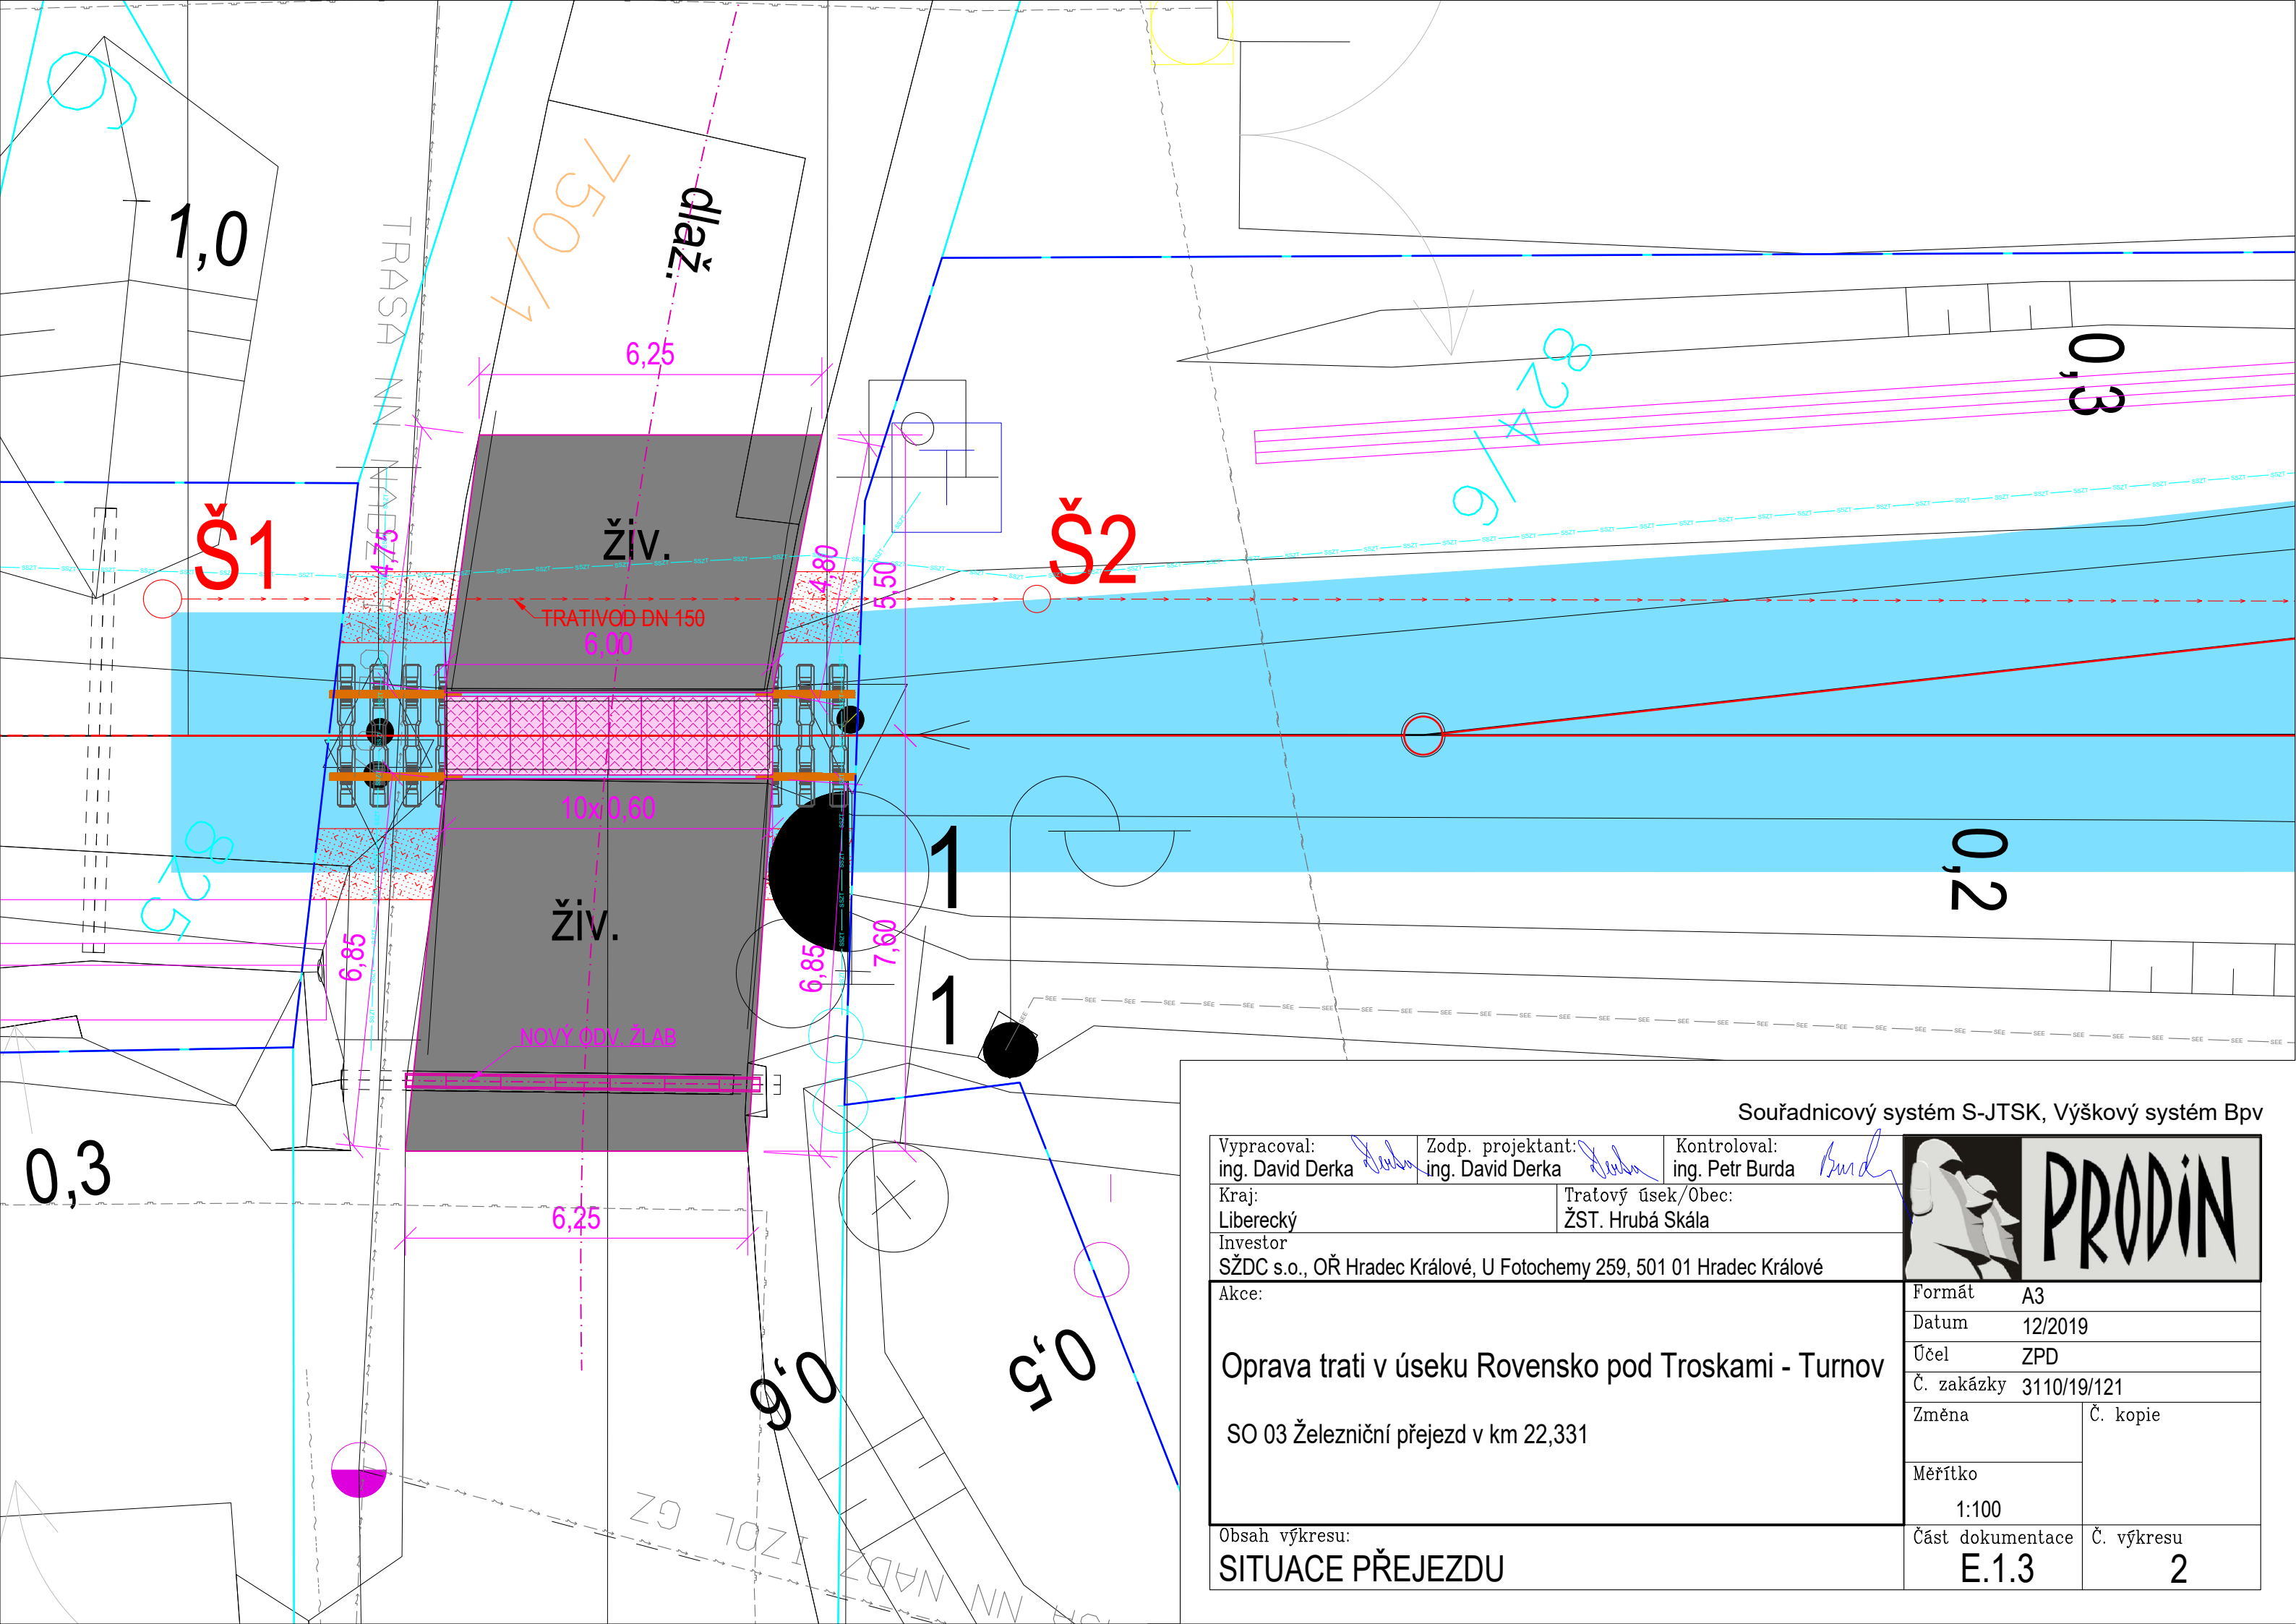 1,0
750/1
dlaž.
TRASA NN NADZ
6,25
0,3
824/6
Š1
živ.
Š2
4,75
4,80
5,50
TRATIVOD DN 150
6,00
10x 0,60
825
1
0,2
živ.
6,85
6,85
7,60
1
NOVÝ ODV. ŽLAB
SEE
SSZT
0,3
6,25
0,6
0,5
NN NADZ IZOL GZ
Souřadnicový systém S-JTSK, Výškový systém Bpv
Vypracoval:
ing. David Derka
Zodp. projektant:
ing. David Derka
Kontroloval:
ing. Petr Burda
Kraj:
Liberecký
Traťový úsek/Obec:
ŽST. Hrubá Skála
Investor
SŽDC s.o., OŘ Hradec Králové, U Fotochemy 259, 501 01 Hradec Králové
PRODIN
Akce:
Oprava trati v úseku Rovensko pod Troskami - Turnov
SO 03 Železniční přejezd v km 22,331
Formát A3
Datum 12/2019
Účel ZPD
Č. zakázky 3110/19/121
Změna
Č. kopie
Měřítko
1:100
Obsah výkresu:
SITUACE PŘEJEZDU
Část dokumentace
E.1.3
Č. výkresu
2